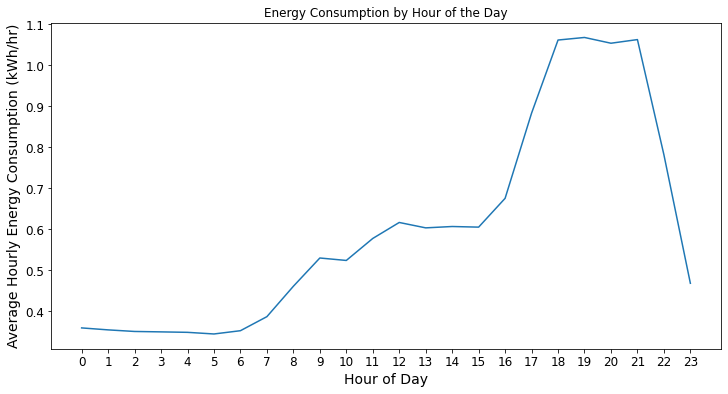 Energy Consumption by Hour of the Day
Average Hourly Energy Consumption (kWh/hr)
1.1
1.0
0.9
0.8
0.7
0.6
0.5
0.4
0 1 2 3 4 5 6 7 8 9 10 11 12 13 14 15 16 17 18 19 20 21 22 23
Hour of Day